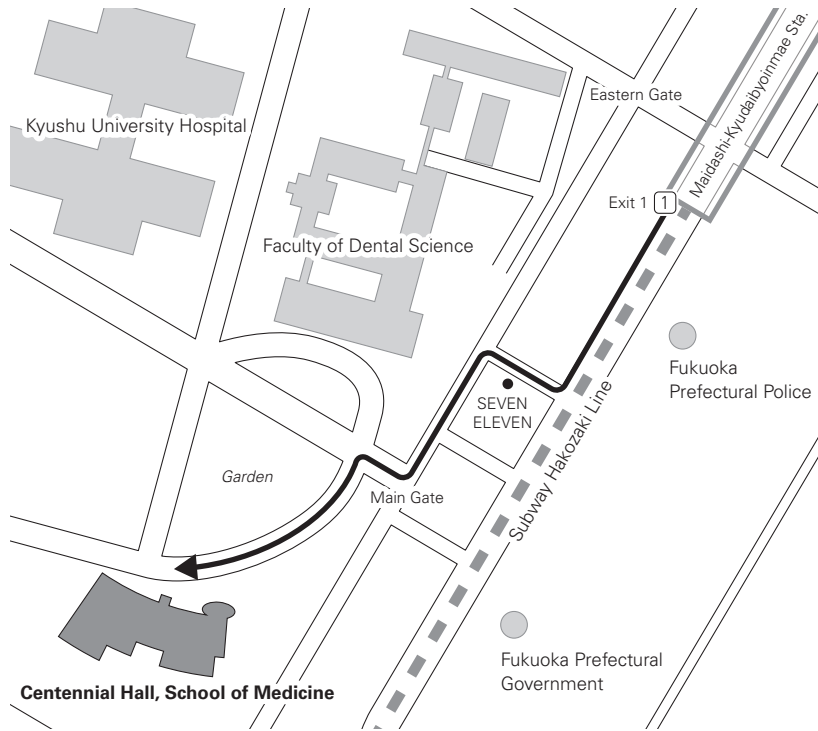 Maidashi-Kyudaibyoinmae Sta.
Eastern Gate
Kyushu University Hospital
Exit 1 1
Faculty of Dental Science
Fukuoka
Prefectural Police
SEVEN
ELEVEN
Subway Hakozaki Line
Garden
Main Gate
Fukuoka Prefectural
Government
Centennial Hall, School of Medicine